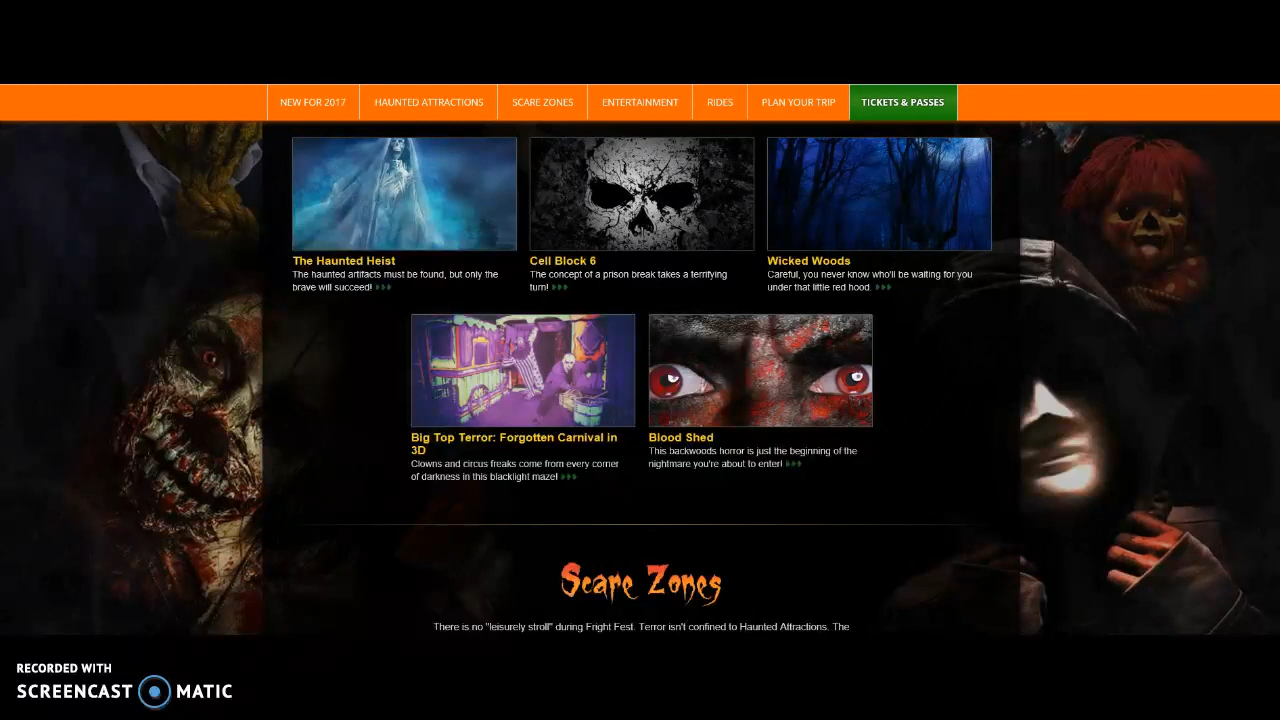 NEW FOR 2017 HAUNTED ATTRACTIONS SCARE ZONES ENTERTAINMENT RIDES PLAN YOUR TRIP TICKETS & PASSES
The Haunted Heist
The haunted artifacts must be found, but only the
brave will succeed!
Cell Block 6
The concept of a prison break takes a terrifying
turn!
Wicked Woods
Careful, you never know who'll be waiting for you
under that little red hood.
Big Top Terror: Forgotten Carnival in
3D
Clowns and circus freaks come from every corner
of darkness in this blacklight maze!
Blood Shed
This backwoods horror is just the beginning of the
nightmare you're about to enter!
Scare Zones
There is no "leisurely stroll" during Fright Fest. Terror isn't confined to Haunted Attractions. The
RECORDED WITH
SCREENCAST MATIC